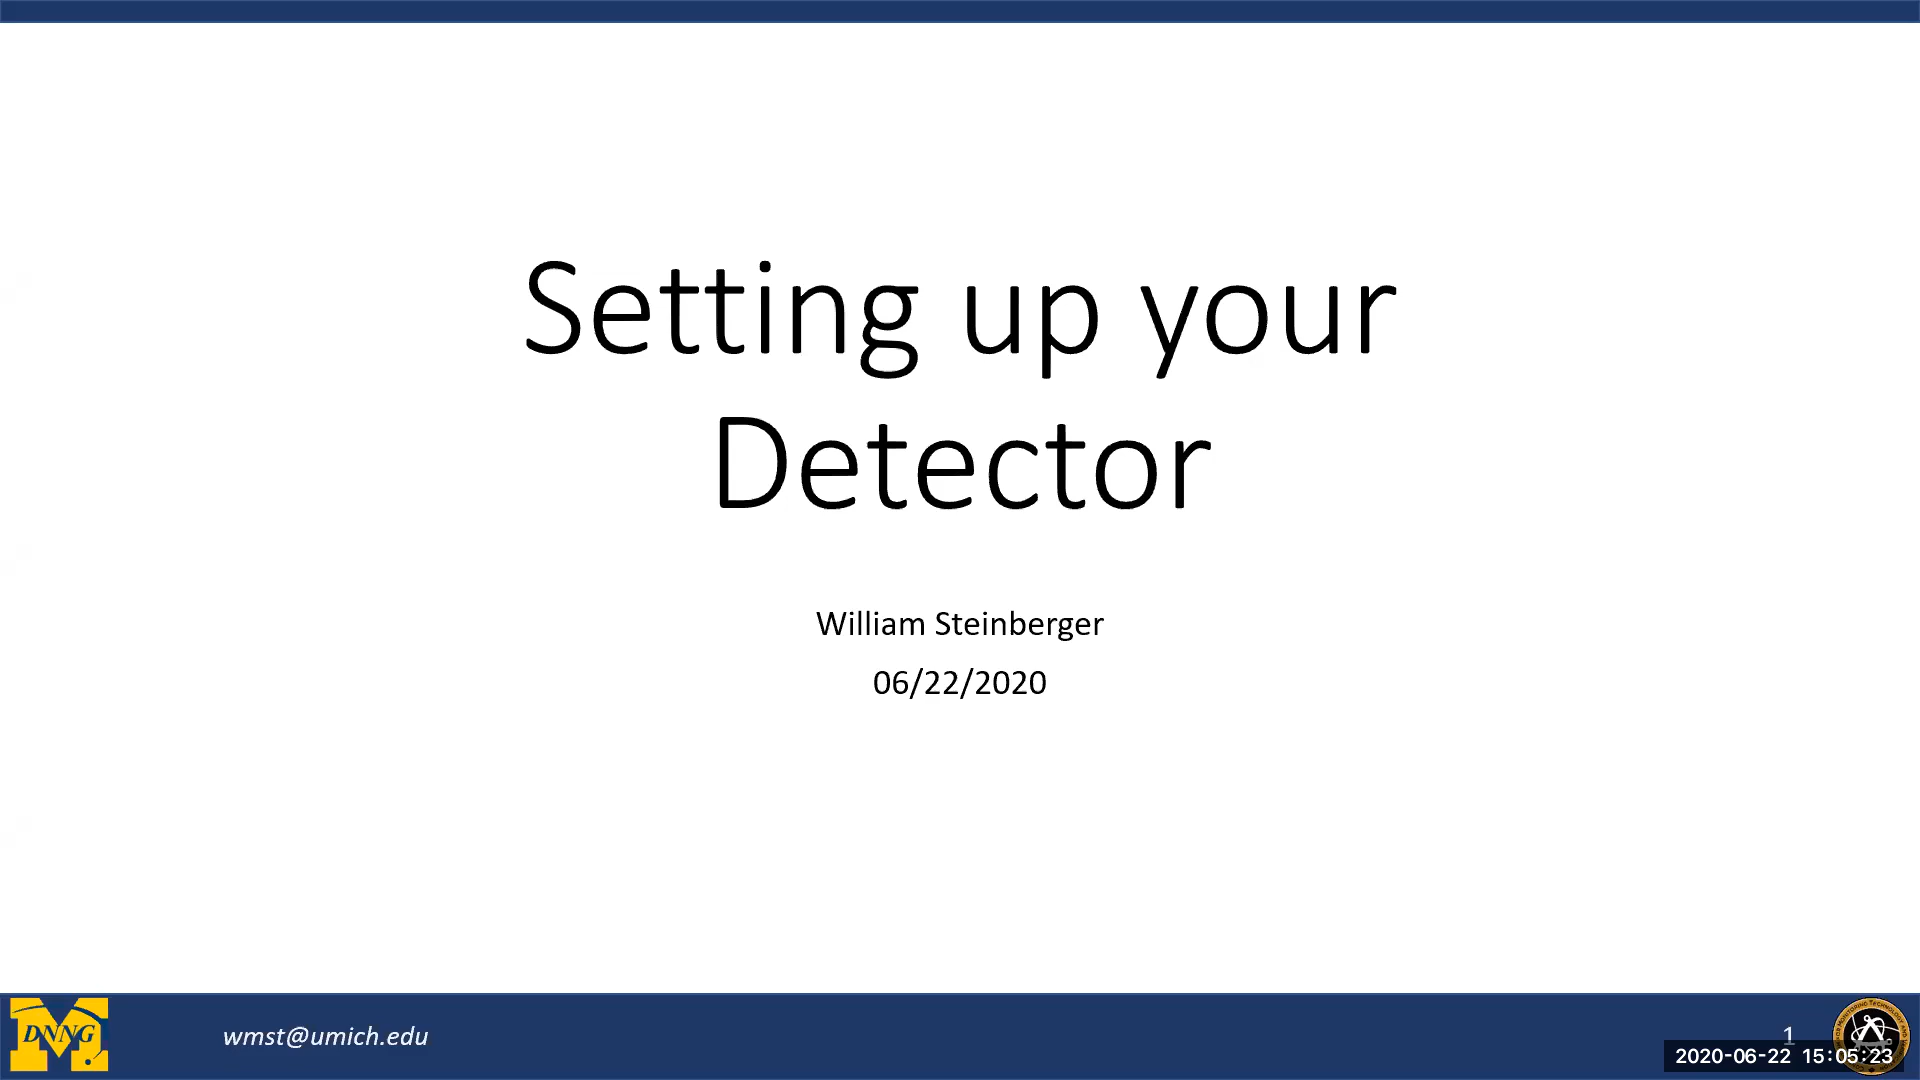 Setting up your
Detector
William Steinberger
06/22/2020
DNNG
wmst@umich.edu
1
2020-06-22 15:05:23